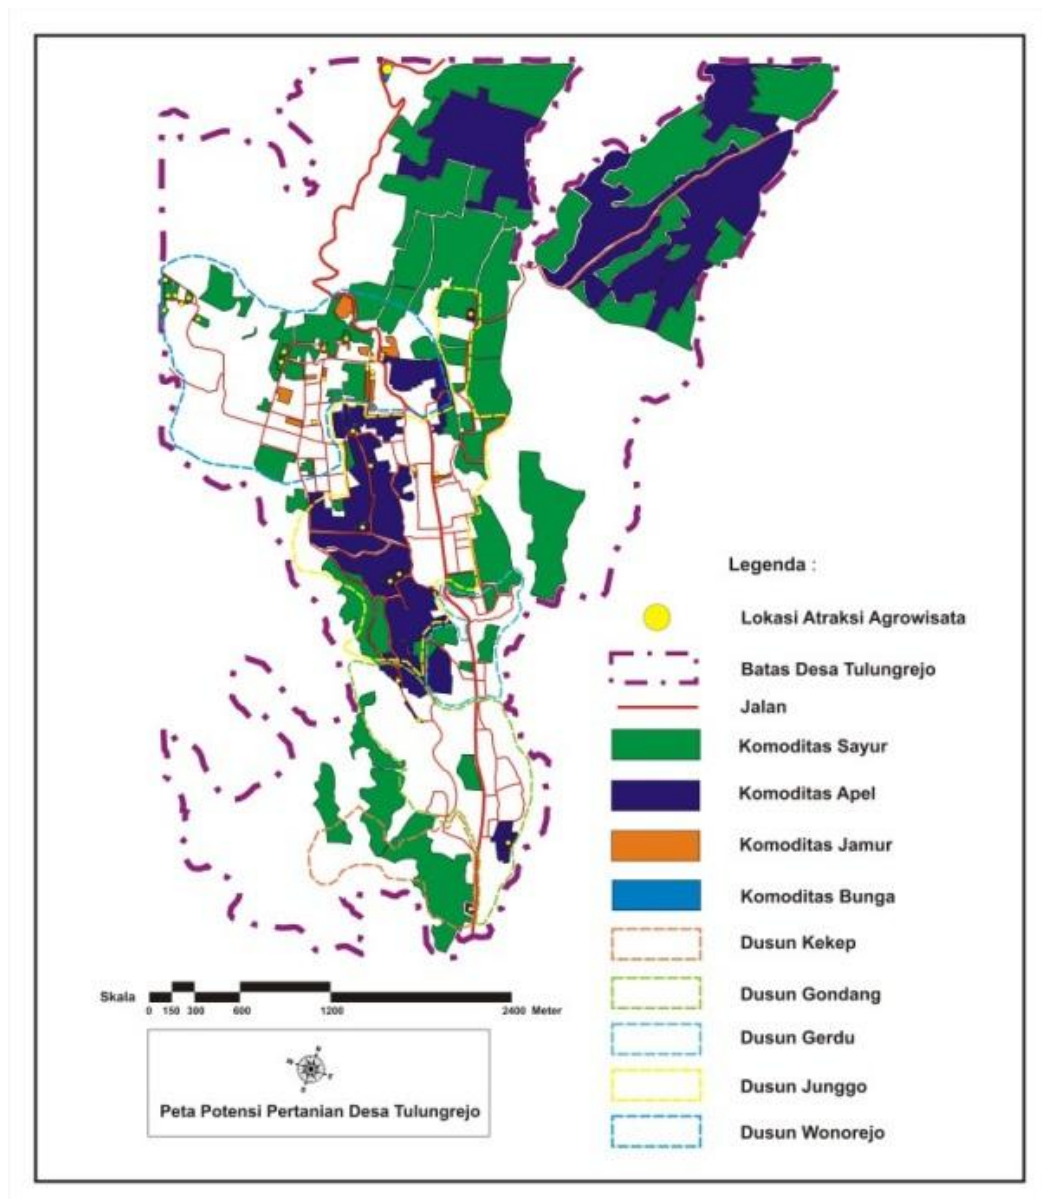 Legenda :
Lokasi Atraksi Agrowisata
Batas Desa Tulungrejo
Jalan
Komoditas Sayur
Komoditas Apel
Komoditas Jamur
Komoditas Bunga
Dusun Kekep
Dusun Gondang
Dusun Gerdu
Dusun Junggo
Dusun Wonorejo
Skala
0 150 300 600 1200 2400 Meter
Peta Potensi Pertanian Desa Tulungrejo